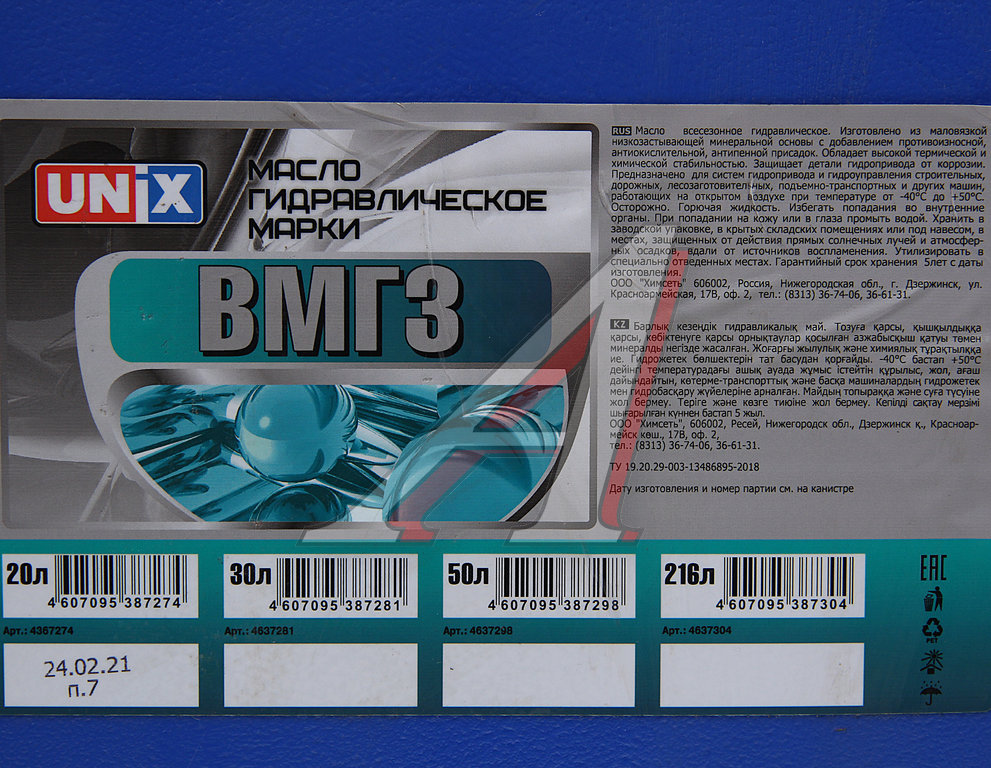 UNiX
МАСЛО
ГИДРАВЛИЧЕСКОЕ
МАРКИ
ВМГЗ
RUS Масло всесезонное гидравлическое. Изготовлено из маловязкой
низкозастывающей минеральной основы с добавлением противоизносной,
антиокислительной, антипенной присадок. Обладает высокой термической и
химической стабильностью. Защищает детали гидропривода от коррозии.
Предназначено для систем гидропривода и гидроуправления строительных,
дорожных, лесозаготовительных, подъемно-транспортных и других машин,
работающих на открытом воздухе при температуре от -40°С до +50°С.
Осторожно. Горючая жидкость. Избегать попадания во внутренние
органы. При попадании на кожу или в глаза промыть водой. Хранить в
заводской упаковке, в крытых складских помещениях или под навесом, в
местах, защищенных от действия прямых солнечных лучей и атмосфер-
ных осадков, вдали от источников воспламенения. Утилизировать в
специально отведенных местах. Гарантийный срок хранения 5лет с даты
изготовления.
ООО "Химсеть" 606002, Россия, Нижегородская обл., г. Дзержинск, ул.
Красноармейская, 17В, оф. 2, тел.: (8313) 36-74-06, 36-61-31.
KZ Барлық кезеңдік гидравликалық май. Тозуға қарсы, қышқылдыққа
қарсы, көбіктенуге қарсы орнықтаулар қосылған азжабысқыш қатуы төмен
минералды негізде жасалған. Жоғарғы жылулық және химиялық тұрақтылыққа
ие. Гидрожетек бөлшектерін тат басудан қорғайды. -40°С бастап +50°С
дейінгі температурадағы ашық ауада жұмыс істейтін құрылыс, жол, ағаш
дайындайтын, көтерме-транспорттық және басқа машиналардың гидрожетек
мен гидробасқару жүйелеріне арналған. Майдың топыраққа және суға түсуіне
жол бермеу. Теріге және көзге тиюіне жол бермеу. Кепілді сақтау мерзімі
шығарылған күннен бастап 5 жыл.
ООО "Химсеть", 606002, Ресей, Нижегородск обл., Дзержинск қ., Красноар-
мейск көш., 17В, оф. 2,
тел.: (8313) 36-74-06, 36-61-31.
ТУ 19.20.29-003-13486895-2018
Дату изготовления и номер партии см. на канистре
20л
4 607095 387274
30л
4 607095 387281
50л
4 607095 387298
216л
4 607095 387304
EAC
Арт.: 4367274
Арт.: 4637281
Арт.: 4637298
Арт.: 4637304
PET
24.02.21
п.7